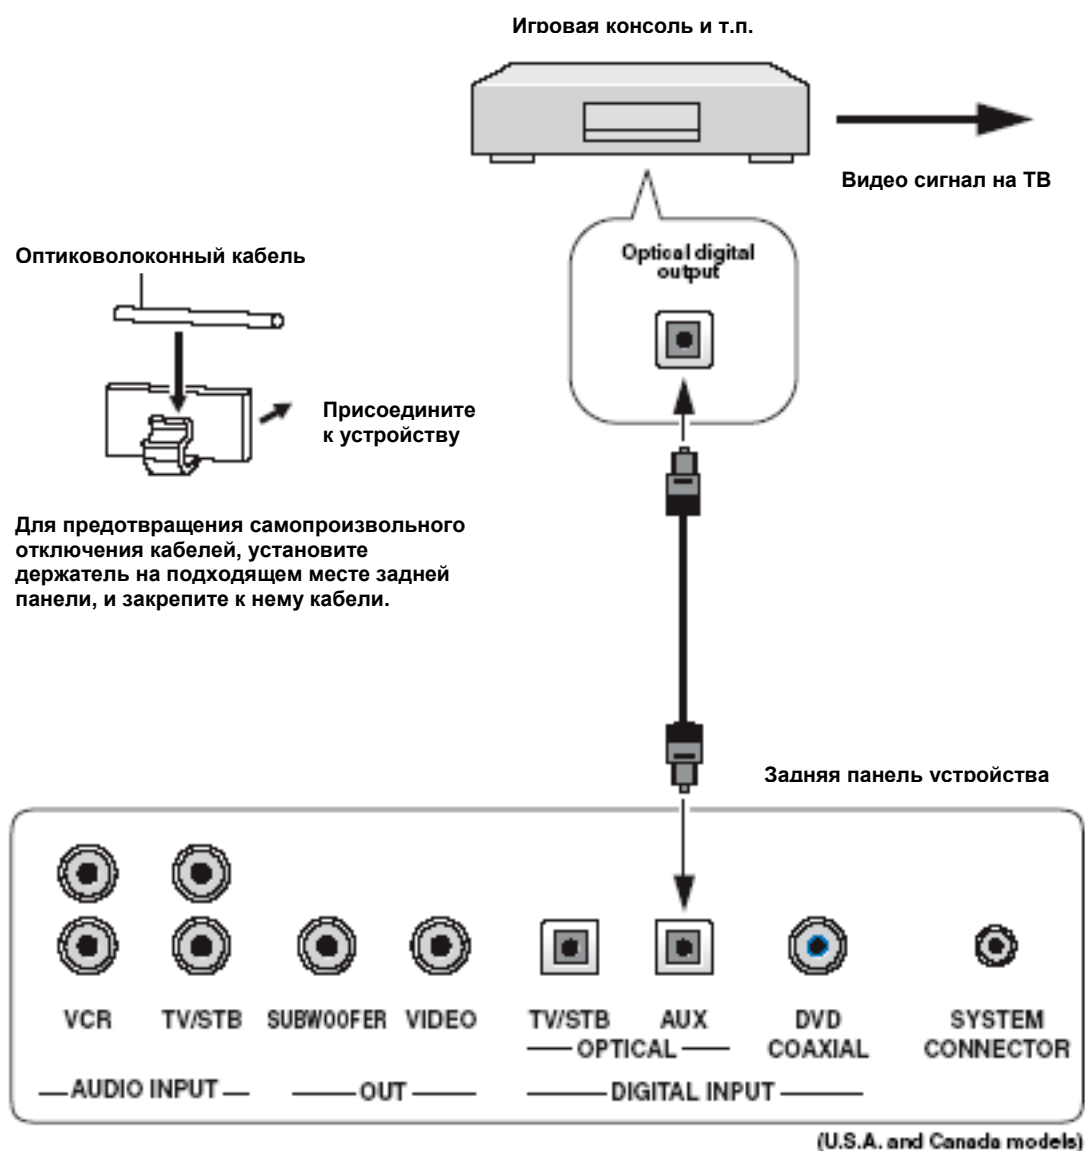 Игровая консоль и т.п.
Видео сигнал на ТВ
Optical digital
output
Оптиковолоконный кабель
Присоедините
к устройству
Для предотвращения самопроизвольного
отключения кабелей, установите
держатель на подходящем месте задней
панели, и закрепите к нему кабели.
Задняя панель устройства
VCR TV/STB SUBWOOFER VIDEO TV/STB AUX DVD SYSTEM
OPTICAL COAXIAL CONNECTOR
AUDIO INPUT OUT DIGITAL INPUT
(U.S.A. and Canada models)